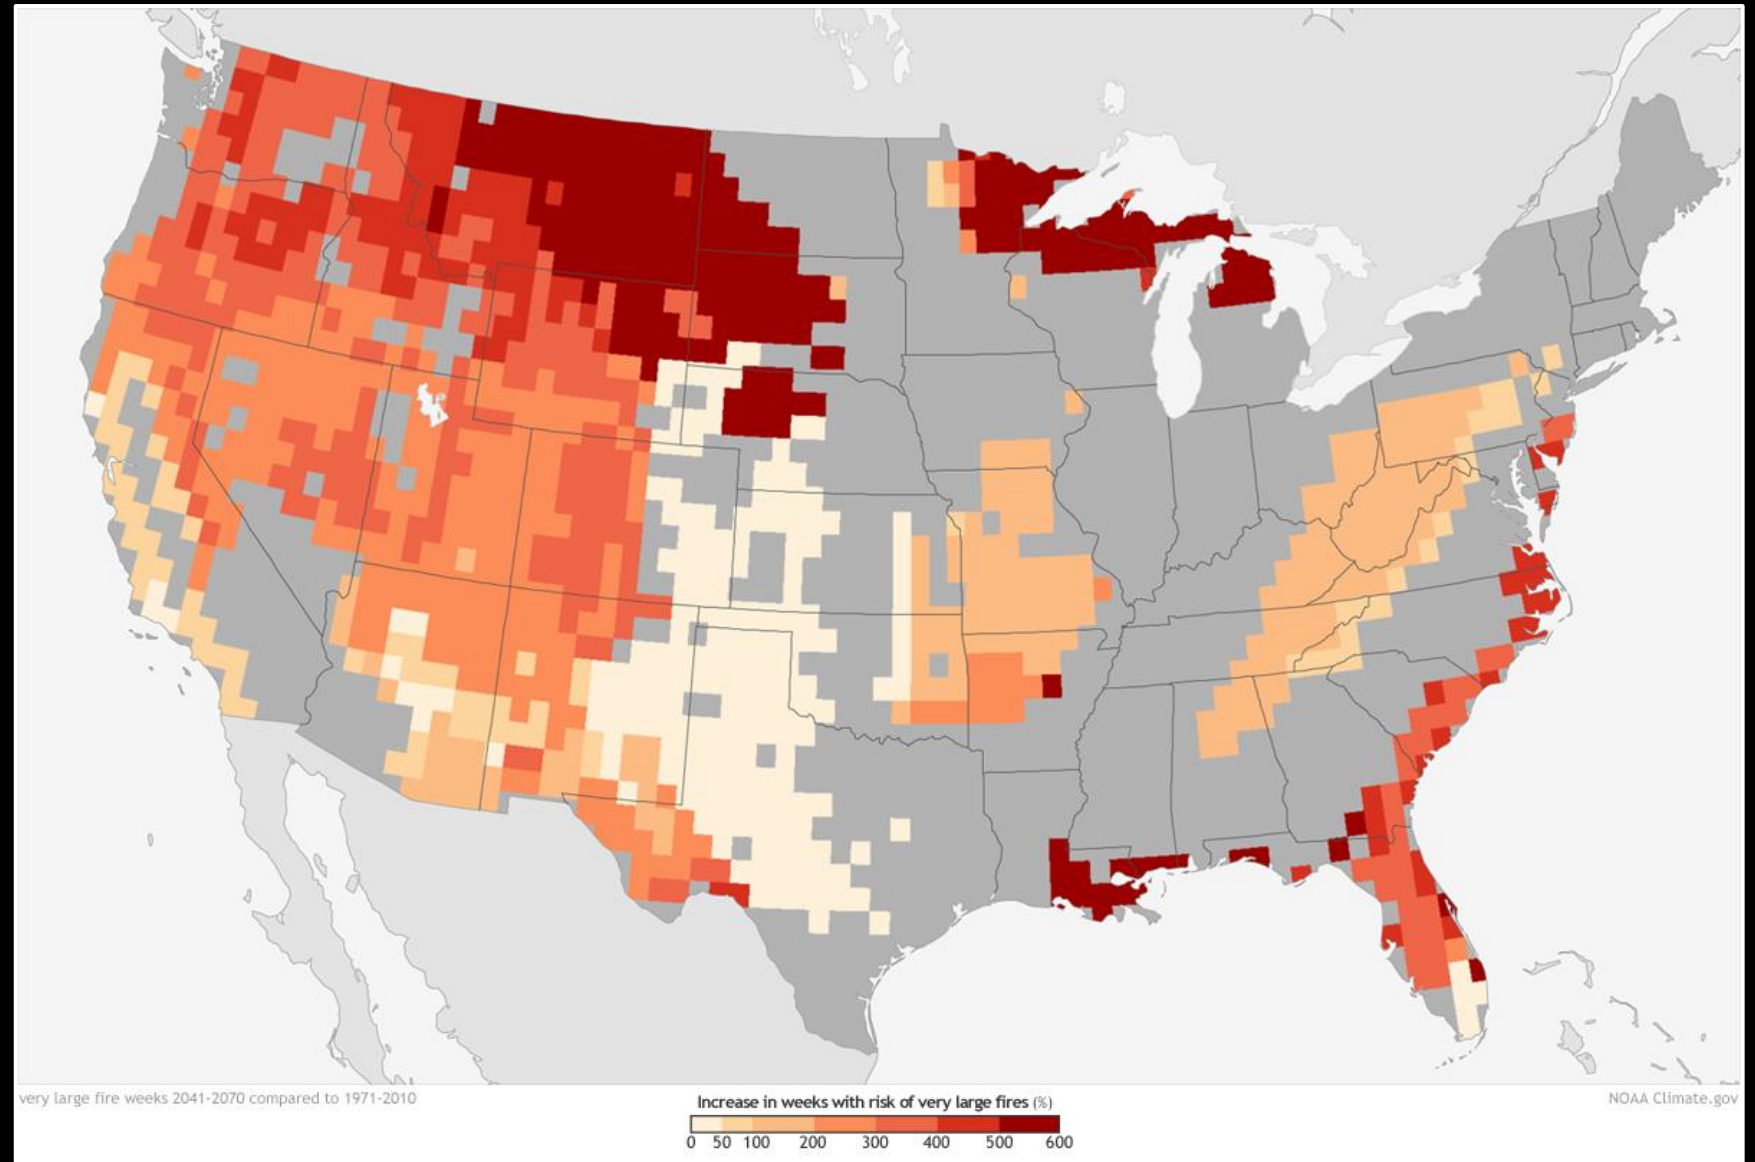 very large fire weeks 2041-2070 compared to 1971-2010
NOAA Climate.gov
Increase in weeks with risk of very large fires (%)
0 50 100 200 300 400 500 600